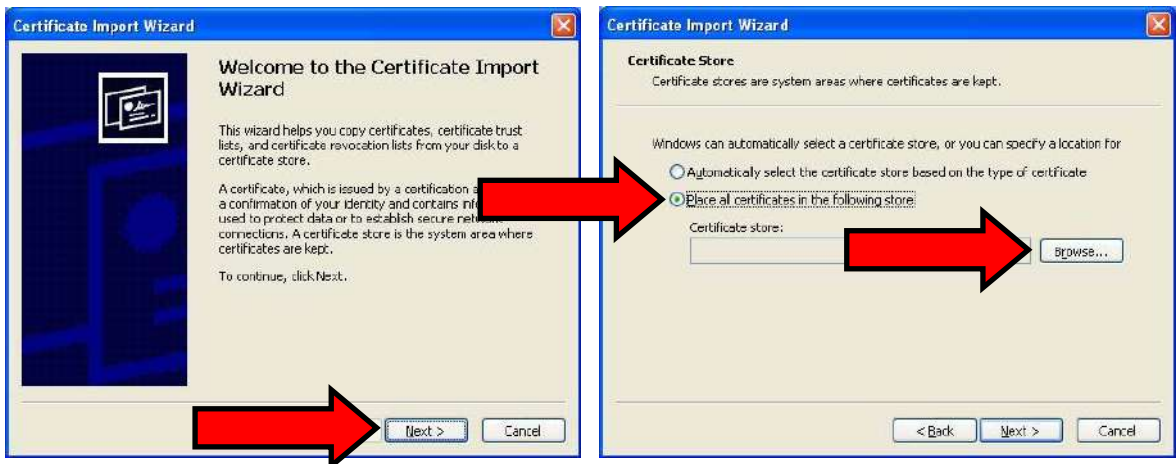 Certificate Import Wizard
Welcome to the Certificate Import
Wizard
This wizard helps you copy certificates, certificate trust
lists, and certificate revocation lists from your disk to a
certificate store.
A certificate, which is issued by a certification
a confirmation of your identity and contains
used to protect data or to establish secure
connections. A certificate store is the system area where
certificates are kept.
To continue, click Next.
Next >
Cancel
Certificate Import Wizard
Certificate Store
Certificate stores are system areas where certificates are kept.
Windows can automatically select a certificate store, or you can specify a location for
Automatically select the certificate store based on the type of certificate
Place all certificates in the following store
Certificate store:
Browse...
< Back
Next >
Cancel